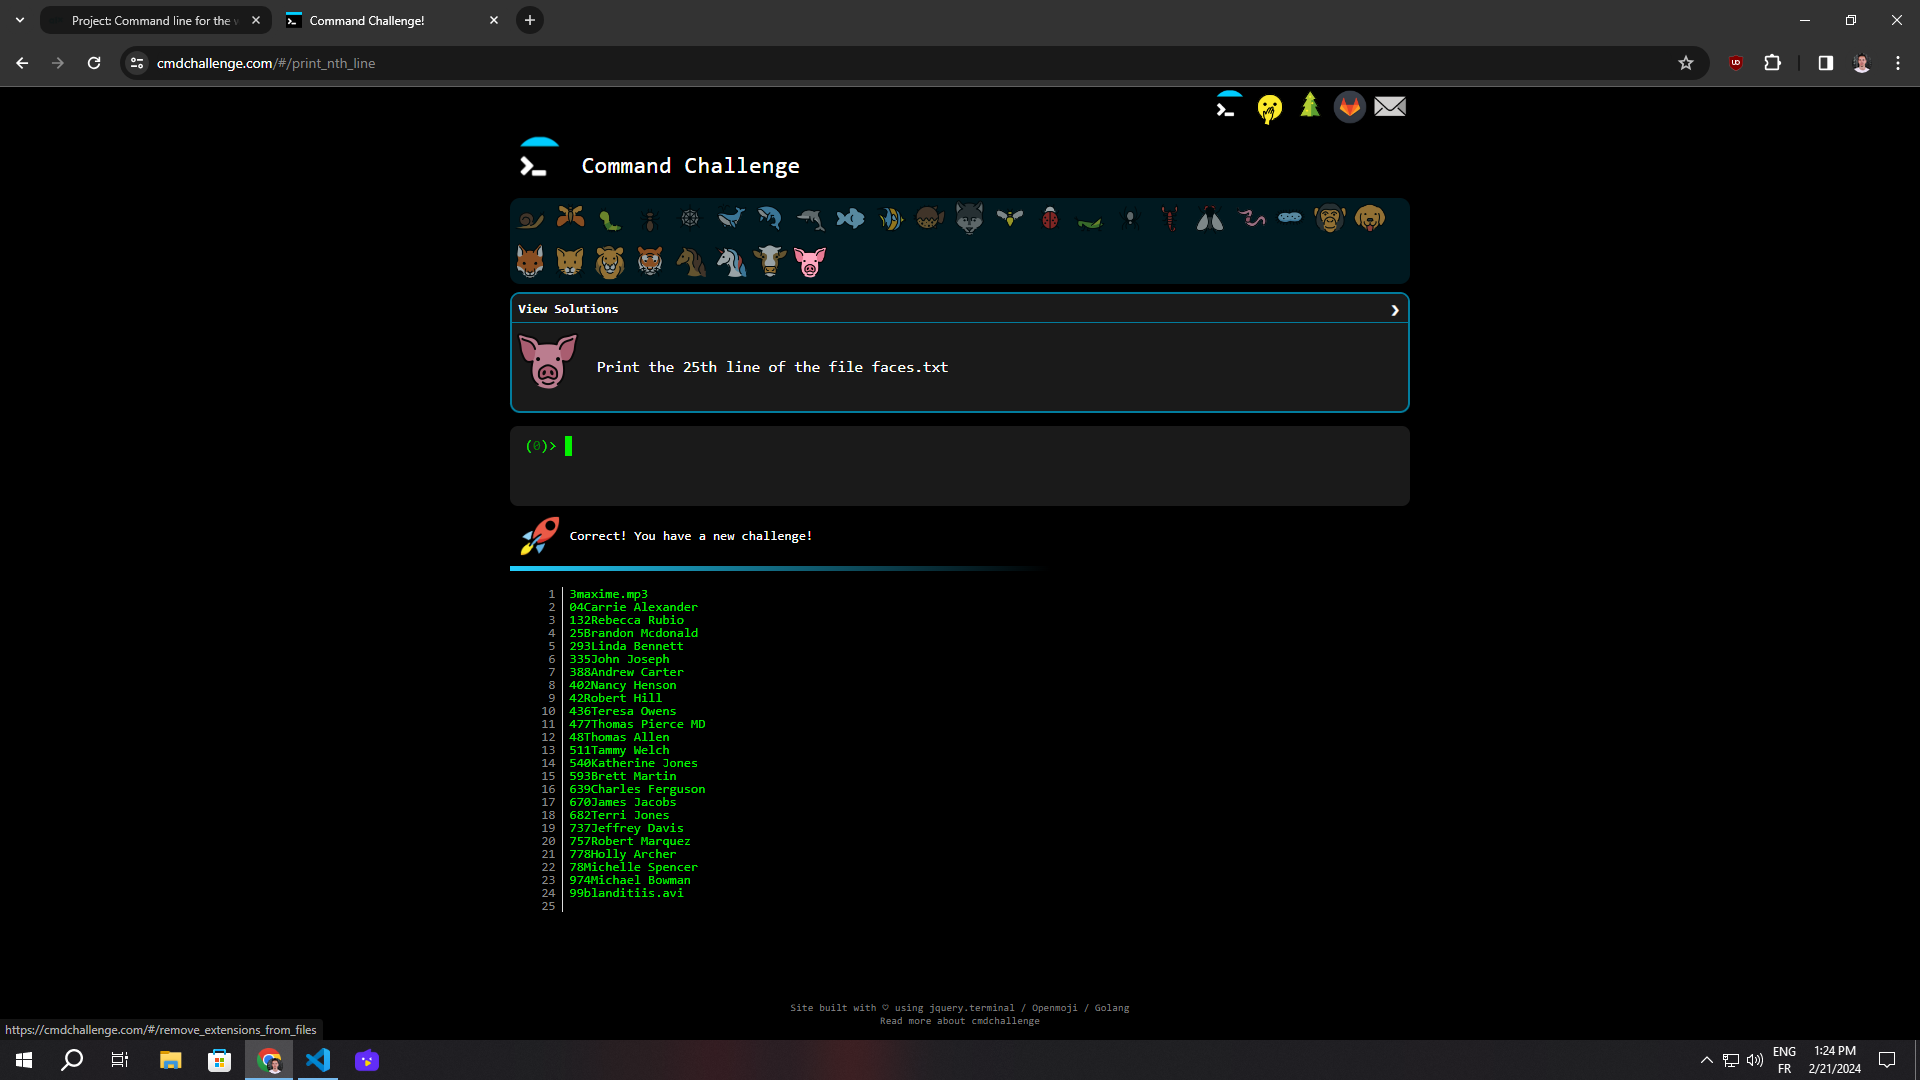 Project: Command line for the w
Command Challenge!
cmdchallenge.com/#/print_nth_line
Command Challenge
View Solutions
Print the 25th line of the file faces.txt
(0)>
Correct! You have a new challenge!
1 3maxime.mp3
2 04Carrie Alexander
3 132Rebecca Rubio
4 25Brandon Mcdonald
5 293Linda Bennett
6 335John Joseph
7 388Andrew Carter
8 402Nancy Henson
9 42Robert Hill
10 436Teresa Owens
11 477Thomas Pierce MD
12 48Thomas Allen
13 511Tammy Welch
14 540Katherine Jones
15 593Brett Martin
16 639Charles Ferguson
17 670James Jacobs
18 682Terri Jones
19 737Jeffrey Davis
20 757Robert Marquez
21 778Holly Archer
22 78Michelle Spencer
23 974Michael Bowman
24 99blanditiis.avi
25
Site built with ♡ using jquery.terminal / Openmoji / Golang
Read more about cmdchallenge
https://cmdchallenge.com/#/remove_extensions_from_files
ENG
FR
1:24 PM
2/21/2024